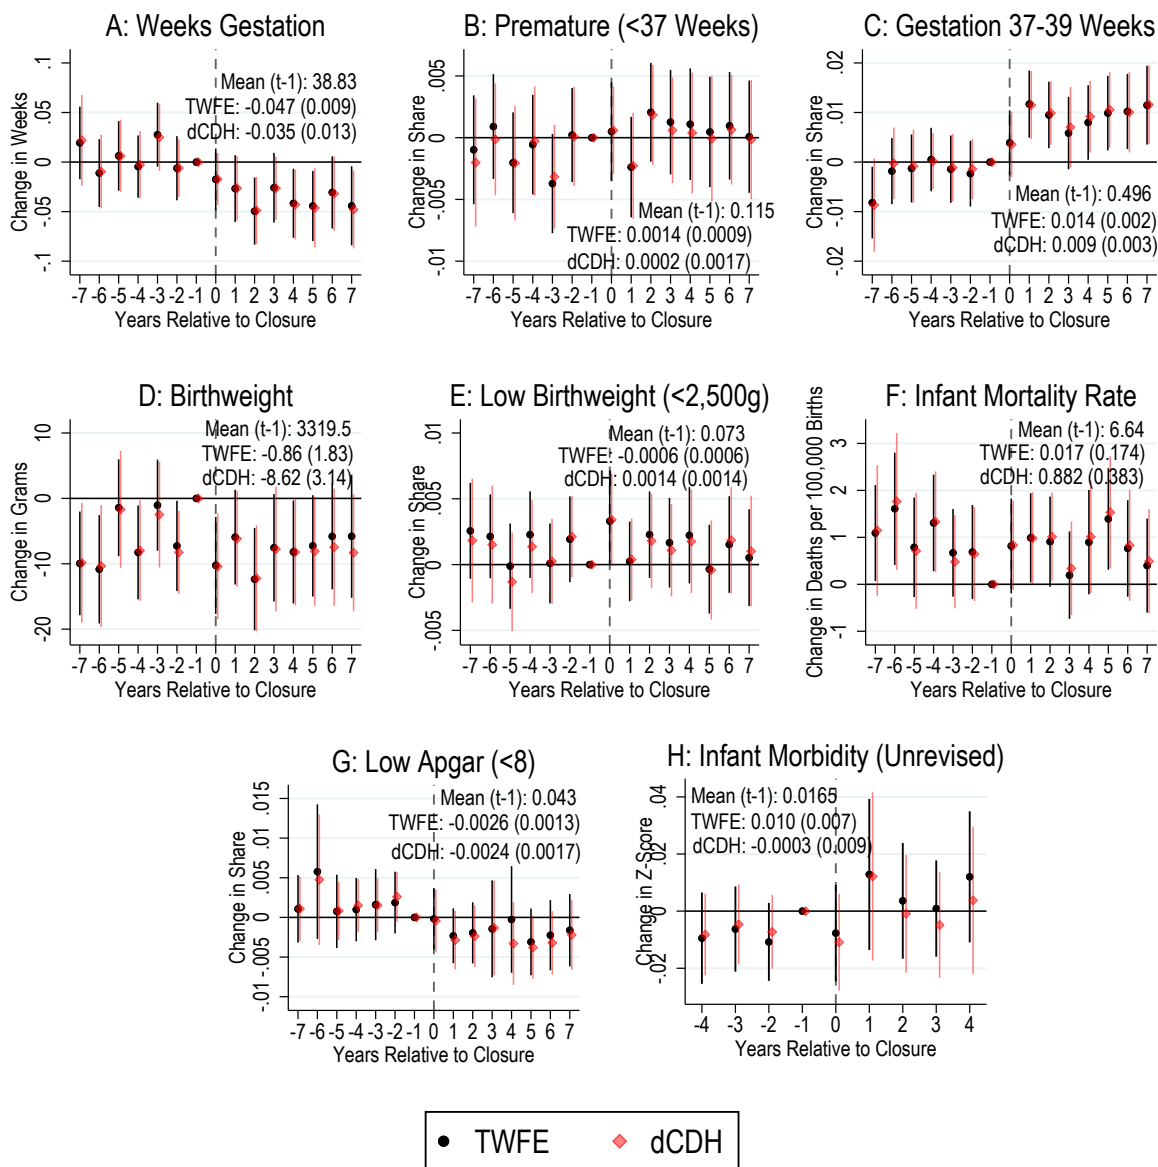 A: Weeks Gestation
Change in Weeks
.1
.05
0
-.05
-.1
Mean (t-1): 38.83
TWFE: -0.047 (0.009)
dCDH: -0.035 (0.013)
-7 -6 -5 -4 -3 -2 -1 0 1 2 3 4 5 6 7
Years Relative to Closure
B: Premature (<37 Weeks)
Change in Share
.005
0
-.005
-.01
Mean (t-1): 0.115
TWFE: 0.0014 (0.0009)
dCDH: 0.0002 (0.0017)
-7 -6 -5 -4 -3 -2 -1 0 1 2 3 4 5 6 7
Years Relative to Closure
C: Gestation 37-39 Weeks
Change in Share
.02
.01
0
-.01
-.02
Mean (t-1): 0.496
TWFE: 0.014 (0.002)
dCDH: 0.009 (0.003)
-7 -6 -5 -4 -3 -2 -1 0 1 2 3 4 5 6 7
Years Relative to Closure
D: Birthweight
Change in Grams
10
0
-10
-20
Mean (t-1): 3319.5
TWFE: -0.86 (1.83)
dCDH: -8.62 (3.14)
-7 -6 -5 -4 -3 -2 -1 0 1 2 3 4 5 6 7
Years Relative to Closure
E: Low Birthweight (<2,500g)
Change in Share
.01
.005
0
-.005
Mean (t-1): 0.073
TWFE: -0.0006 (0.0006)
dCDH: 0.0014 (0.0014)
-7 -6 -5 -4 -3 -2 -1 0 1 2 3 4 5 6 7
Years Relative to Closure
F: Infant Mortality Rate
Change in Deaths per 100,000 Births
3
2
1
0
-1
Mean (t-1): 6.64
TWFE: 0.017 (0.174)
dCDH: 0.882 (0.383)
-7 -6 -5 -4 -3 -2 -1 0 1 2 3 4 5 6 7
Years Relative to Closure
G: Low Apgar (<8)
Change in Share
.015
.01
.005
0
-.005
-.01
Mean (t-1): 0.043
TWFE: -0.0026 (0.0013)
dCDH: -0.0024 (0.0017)
-7 -6 -5 -4 -3 -2 -1 0 1 2 3 4 5 6 7
Years Relative to Closure
H: Infant Morbidity (Unrevised)
Change in Z-Score
.04
.02
0
-.02
Mean (t-1): 0.0165
TWFE: 0.010 (0.007)
dCDH: -0.0003 (0.009)
-4 -3 -2 -1 0 1 2 3 4
Years Relative to Closure
TWFE dCDH